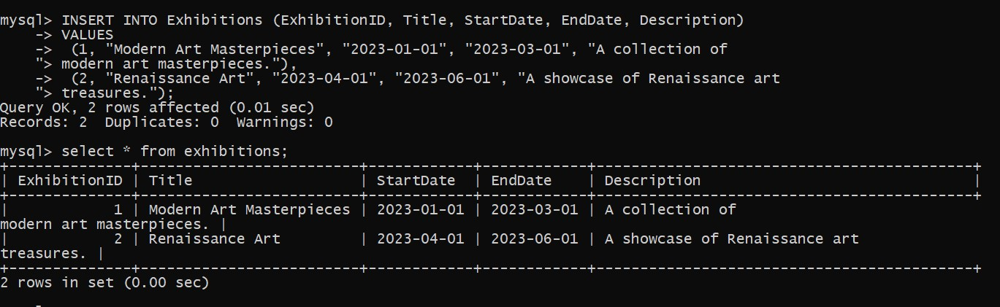 mysql> INSERT INTO Exhibitions (ExhibitionID, Title, StartDate, EndDate, Description)
    -> VALUES
    ->  (1, "Modern Art Masterpieces", "2023-01-01", "2023-03-01", "A collection of
    "> modern art masterpieces."),
    ->  (2, "Renaissance Art", "2023-04-01", "2023-06-01", "A showcase of Renaissance art
    "> treasures.");
Query OK, 2 rows affected (0.01 sec)
Records: 2  Duplicates: 0  Warnings: 0

mysql> select * from exhibitions;
+--------------+-------------------------+------------+------------+-------------------------------------------+
| ExhibitionID | Title                   | StartDate  | EndDate    | Description                               |
+--------------+-------------------------+------------+------------+-------------------------------------------+
|            1 | Modern Art Masterpieces | 2023-01-01 | 2023-03-01 | A collection of
modern art masterpieces. |
|            2 | Renaissance Art         | 2023-04-01 | 2023-06-01 | A showcase of Renaissance art
treasures. |
+--------------+-------------------------+------------+------------+-------------------------------------------+
2 rows in set (0.00 sec)